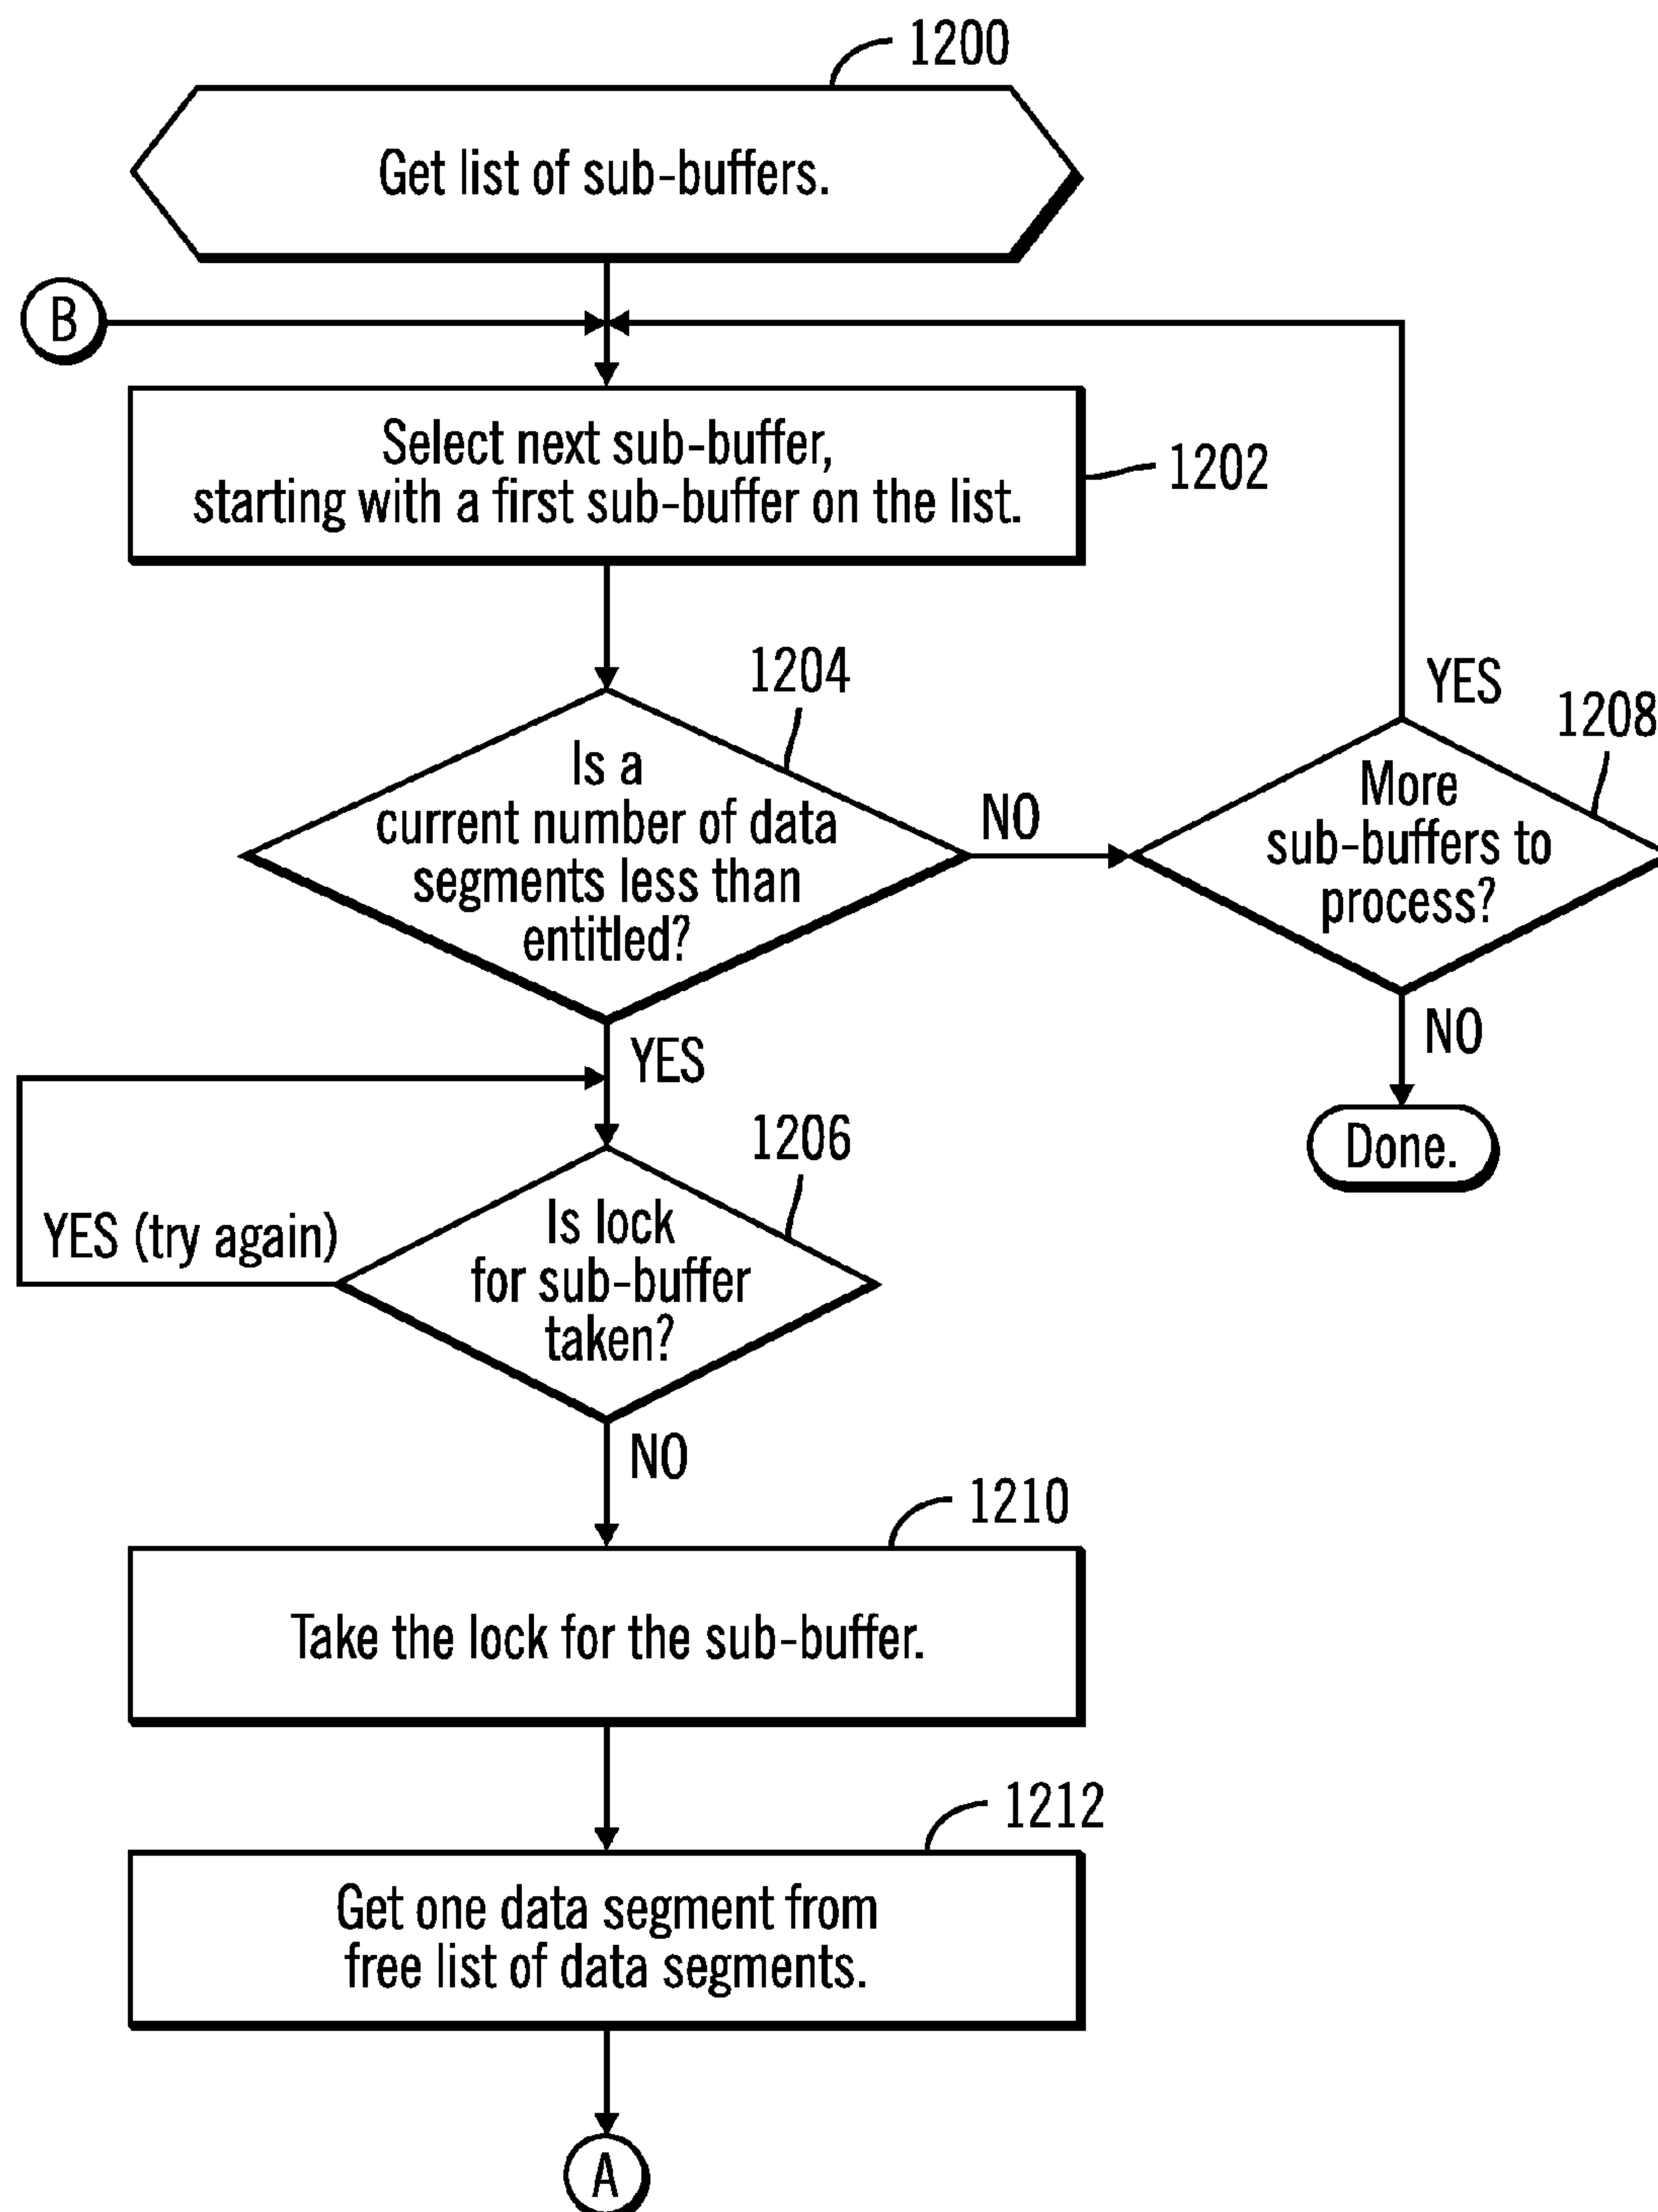 1200
Get list of sub-buffers.
B
Select next sub-buffer,
starting with a first sub-buffer on the list.
1202
1204
Is a
current number of data
segments less than
entitled?
NO
YES
1208
More
sub-buffers to
process?
NO
Done.
YES
1206
Is lock
for sub-buffer
taken?
YES (try again)
NO
1210
Take the lock for the sub-buffer.
1212
Get one data segment from
free list of data segments.
A